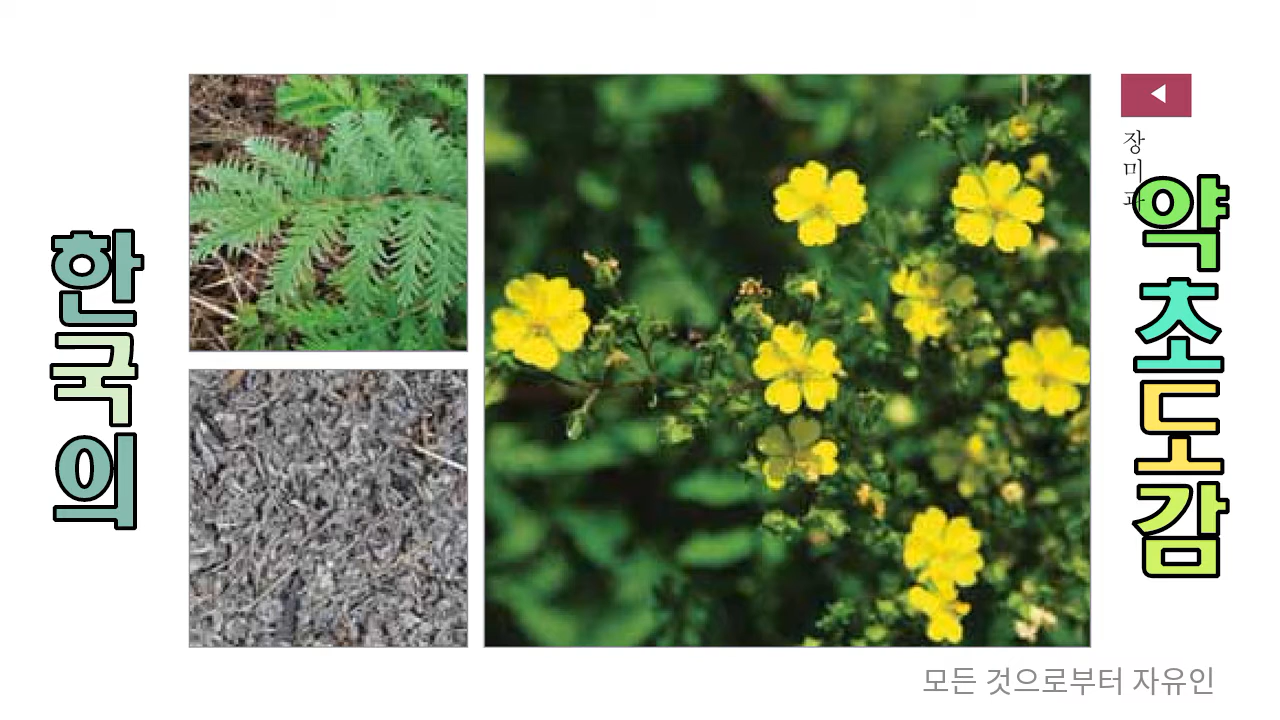 한국의
장미과
약초도감
모든 것으로부터 자유인